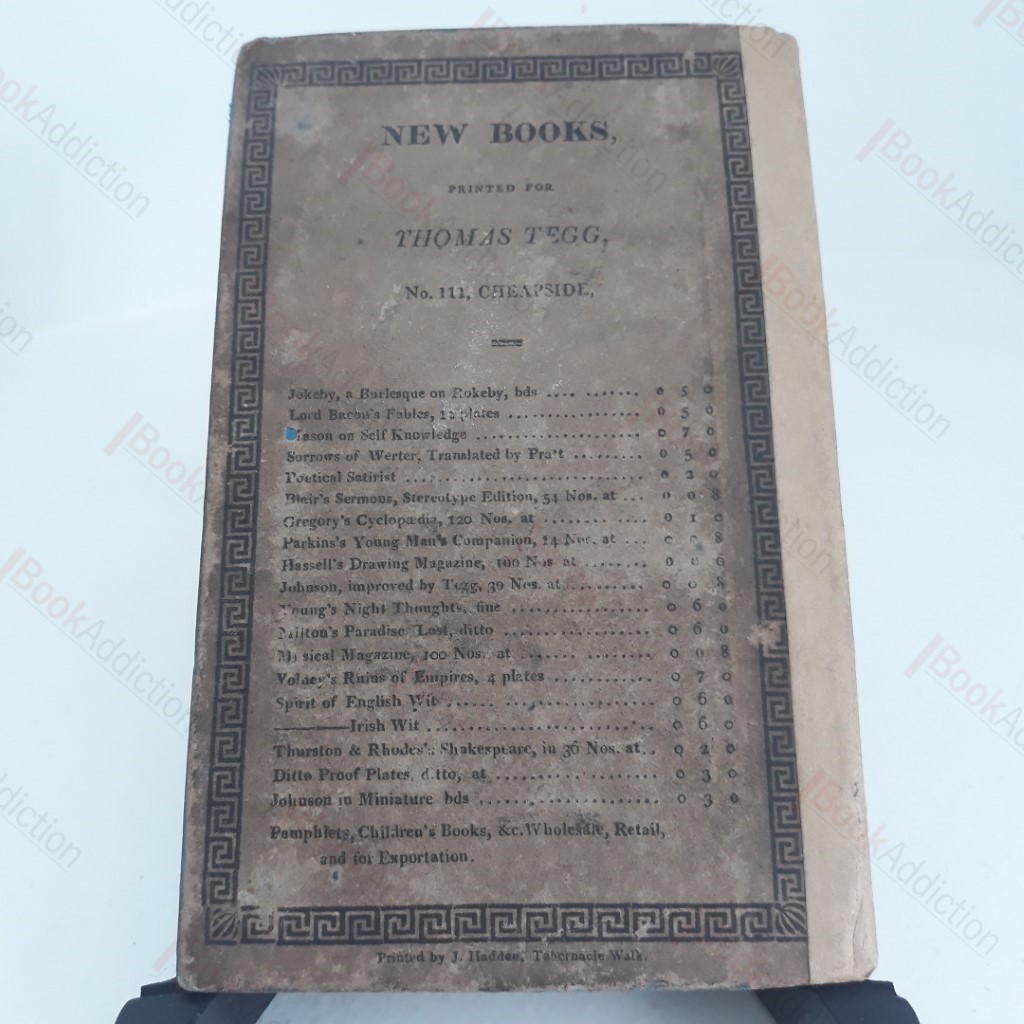 NEW BOOKS,
PRINTED FOR
THOMAS TEGG,
No. 111, CHEAPSIDE,
Jokeby, a Burlesque on Rokeby, bds .... ....... 0 5 0
Lord Bacon's Fables, 12 plates ................ 0 5 0
Mason on Self Knowledge .................... 0 7 0
Sorrows of Werter, Translated by Pratt ......... 0 5 0
Poetical Satirist ............................. 0 2 0
Blair's Sermons, Stereotype Edition, 54 Nos. at ... 0 0 8
Gregory's Cyclopædia, 120 Nos. at ........ .... 0 1 0
Parkins's Young Man's Companion, 14 Nos. at ... 0 0 8
Hassell's Drawing Magazine, 100 Nos at ........ 0 6
Johnson, improved by Tegg, 39 Nos. at ......... 0 0 8
Young's Night Thoughts, fine ................ 0 6 0
Milton's Paradise Lost, ditto ................. 0 6 0
Musical Magazine, 100 Nos. at ................ 0 0 8
Volney's Ruins of Empires, 4 plates ............ 0 7 0
Spirit of English Wit ........................ 0 6 0
————Irish Wit ........................... 0 6 0
Thurston & Rhodes's Shakespeare, in 36 Nos. at.. 0 2 0
Ditto Proof Plates, ditto, at ................... 0 3 0
Johnson in Miniature bds ..................... 0 3 0
Pamphlets, Children's Books, &c. Wholesale, Retail,
and for Exportation.
Printed by J. Haddon, Tabernacle Walk.
BookAddiction